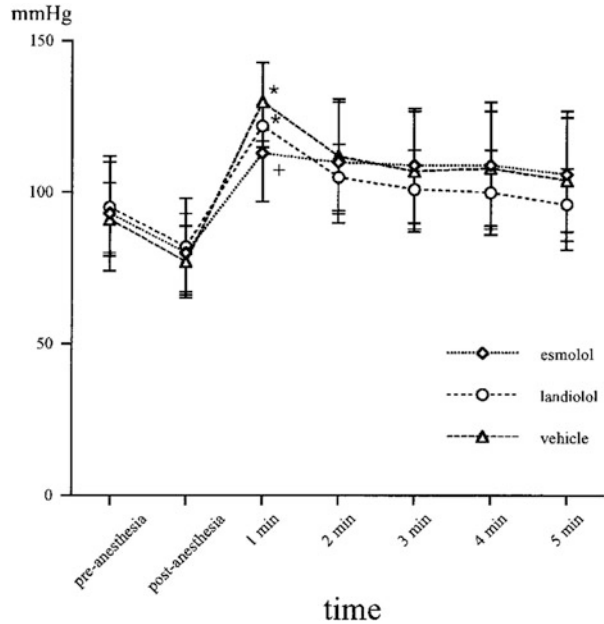 mmHg
150
*
*
+
100
50
esmolol
landiolol
vehicle
0
pre-anesthesia
post-anesthesia
1 min
2 min
3 min
4 min
5 min
time